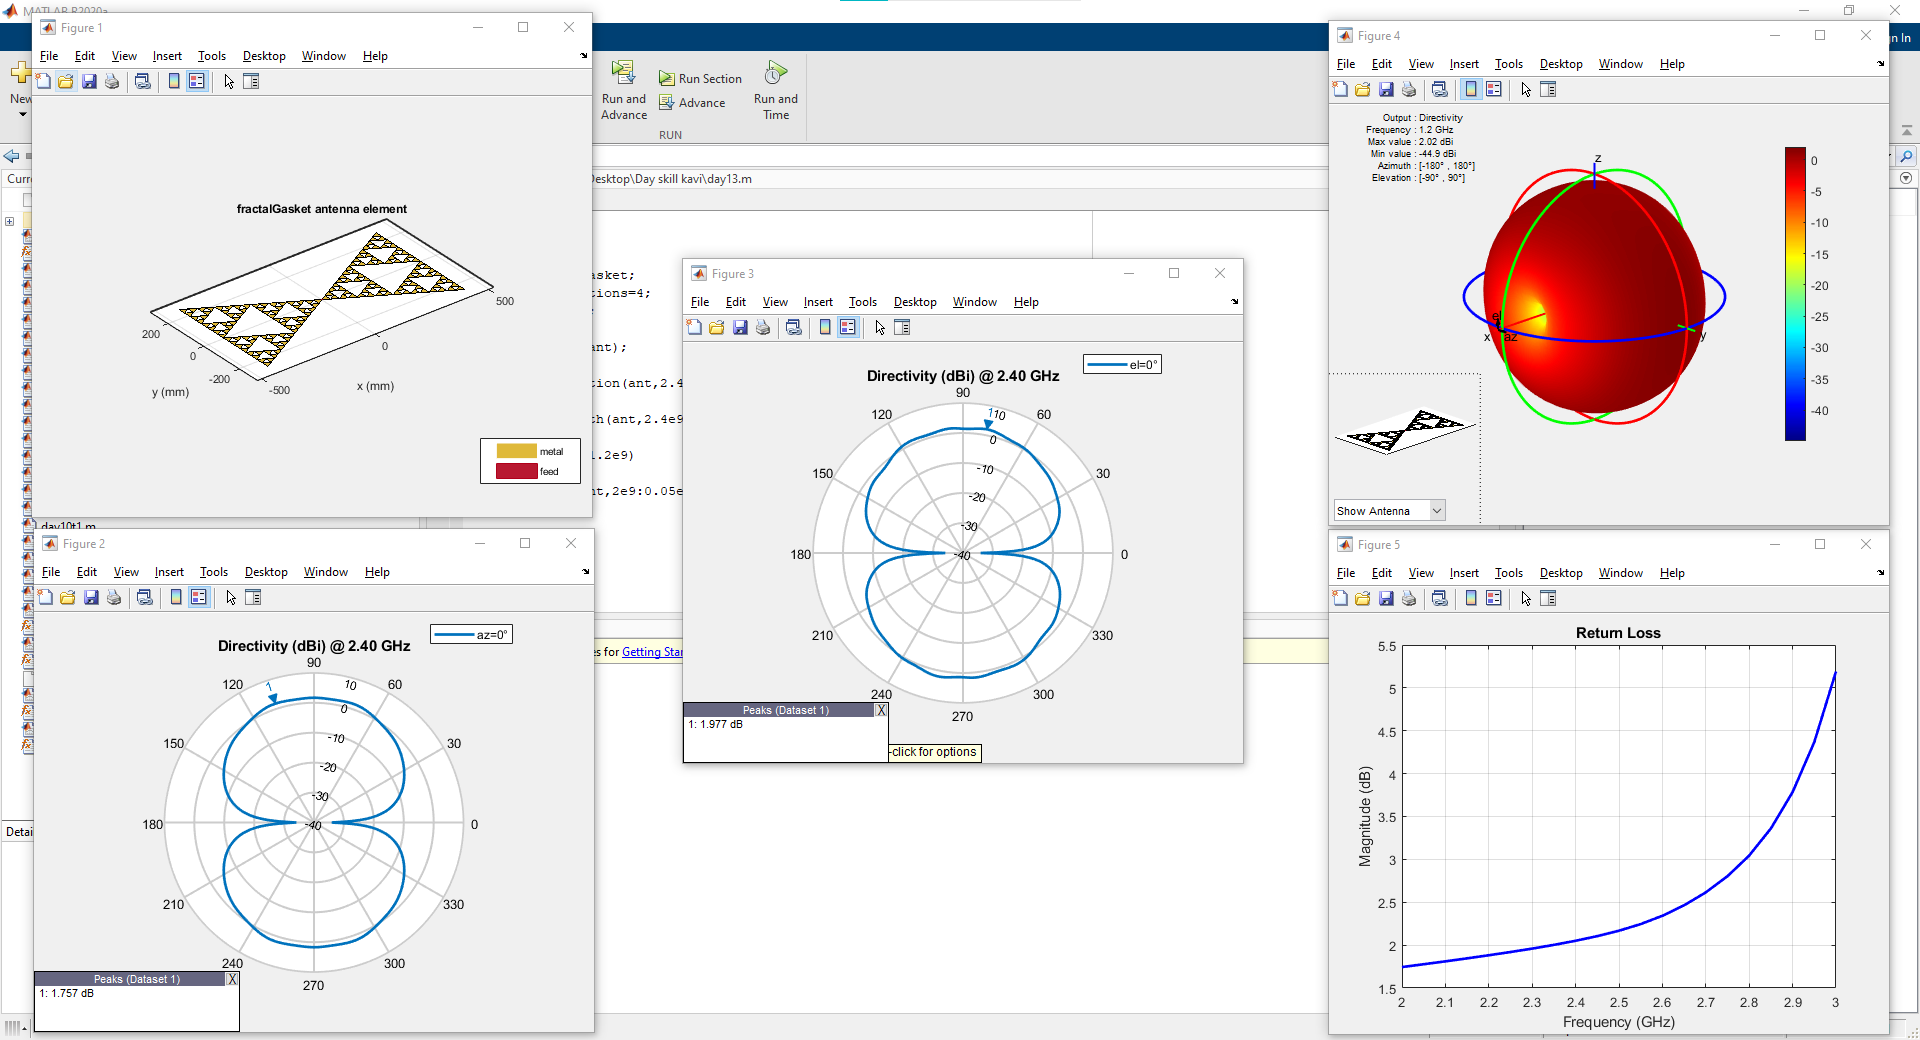 MATLAB R2020a
Figure 1
File Edit View Insert Tools Desktop Window Help
fractalGasket antenna element
500
0
-500
x (mm)
200
0
-200
y (mm)
metal
feed
New
Run and Advance
Run Section
Advance
Run and Time
RUN
Desktop\Day skill kavi\day13.m
Curre
asket;
tions=4;
ant);
tion(ant,2.4
th(ant,2.4e9
1.2e9)
nt,2e9:0.05e
day10t1.m
Detai
es for Getting Star
n In
Figure 2
File Edit View Insert Tools Desktop Window Help
Directivity (dBi) @ 2.40 GHz
az=0°
90
120
1
10
60
0
150
-10
30
-20
-30
180
-40
0
210
330
240
300
270
Peaks (Dataset 1) X
1: 1.757 dB
Figure 3
File Edit View Insert Tools Desktop Window Help
el=0°
Directivity (dBi) @ 2.40 GHz
90
120
1
10
60
0
150
-10
30
-20
-30
180
-40
0
210
330
240
300
270
Peaks (Dataset 1) X
1: 1.977 dB
-click for options
Figure 4
File Edit View Insert Tools Desktop Window Help
Output : Directivity
Frequency : 1.2 GHz
Max value : 2.02 dBi
Min value : -44.9 dBi
Azimuth : [-180° , 180°]
Elevation : [-90° , 90°]
z
el
x
az
y
0
-5
-10
-15
-20
-25
-30
-35
-40
Show Antenna
Figure 5
File Edit View Insert Tools Desktop Window Help
Return Loss
5.5
5
4.5
4
3.5
3
2.5
2
1.5
Magnitude (dB)
2 2.1 2.2 2.3 2.4 2.5 2.6 2.7 2.8 2.9 3
Frequency (GHz)